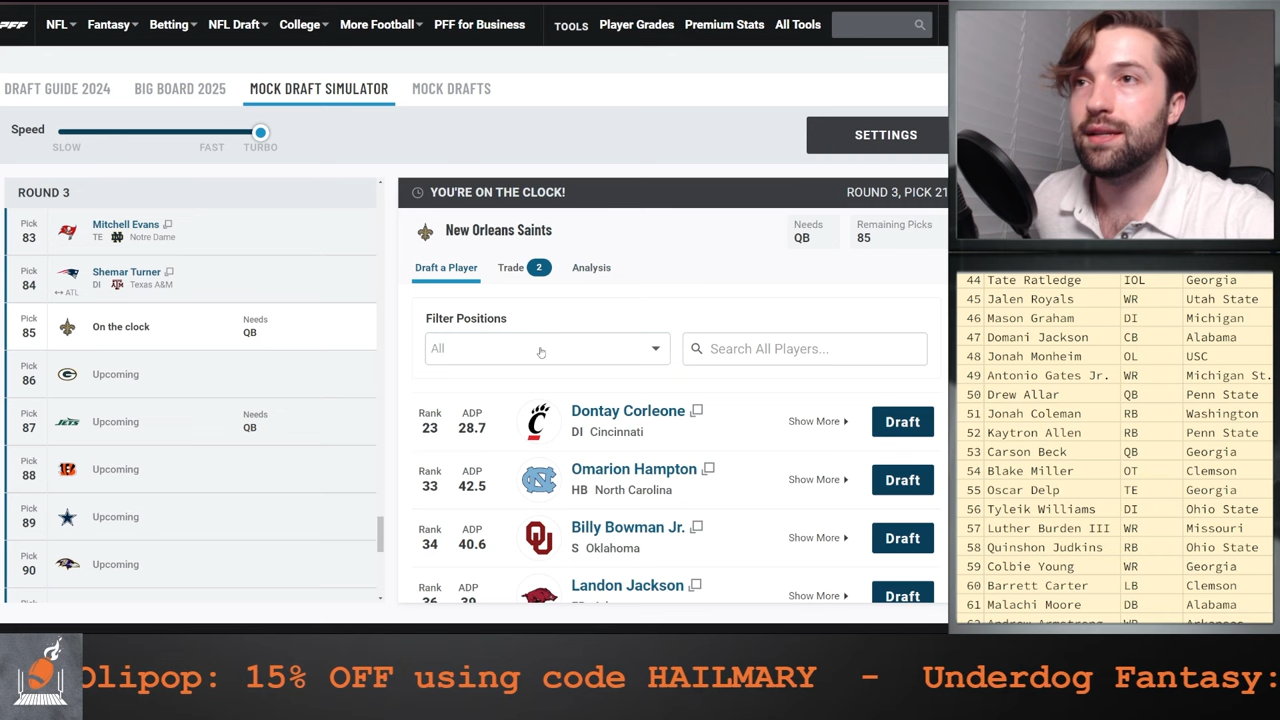 PFF
NFL
Fantasy
Betting
NFL Draft
College
More Football
PFF for Business
TOOLS
Player Grades
Premium Stats
All Tools
DRAFT GUIDE 2024
BIG BOARD 2025
MOCK DRAFT SIMULATOR
MOCK DRAFTS
Speed
SLOW
FAST
TURBO
SETTINGS
ROUND 3
Pick
83
Mitchell Evans
TE
Notre Dame
Pick
84
Shemar Turner
DI
Texas A&M
↔ ATL
Pick
85
On the clock
Needs
QB
Pick
86
Upcoming
Pick
87
JETS
Upcoming
Needs
QB
Pick
88
Upcoming
Pick
89
Upcoming
Pick
90
Upcoming
YOU'RE ON THE CLOCK!
ROUND 3, PICK 21
New Orleans Saints
Needs
QB
Remaining Picks
85
Draft a Player
Trade
2
Analysis
Filter Positions
All
Search All Players...
Rank
23
ADP
28.7
Dontay Corleone
DI Cincinnati
Show More
Draft
Rank
33
ADP
42.5
Omarion Hampton
HB North Carolina
Show More
Draft
Rank
34
ADP
40.6
OU
Billy Bowman Jr.
S Oklahoma
Show More
Draft
Rank
36
ADP
39
Landon Jackson
Show More
Draft
44 Tate Ratledge IOL Georgia
45 Jalen Royals WR Utah State
46 Mason Graham DI Michigan
47 Domani Jackson CB Alabama
48 Jonah Monheim OL USC
49 Antonio Gates Jr. WR Michigan St.
50 Drew Allar QB Penn State
51 Jonah Coleman RB Washington
52 Kaytron Allen RB Penn State
53 Carson Beck QB Georgia
54 Blake Miller OT Clemson
55 Oscar Delp TE Georgia
56 Tyleik Williams DI Ohio State
57 Luther Burden III WR Missouri
58 Quinshon Judkins RB Ohio State
59 Colbie Young WR Georgia
60 Barrett Carter LB Clemson
61 Malachi Moore DB Alabama
Olipop: 15% OFF using code HAILMARY - Underdog Fantasy: